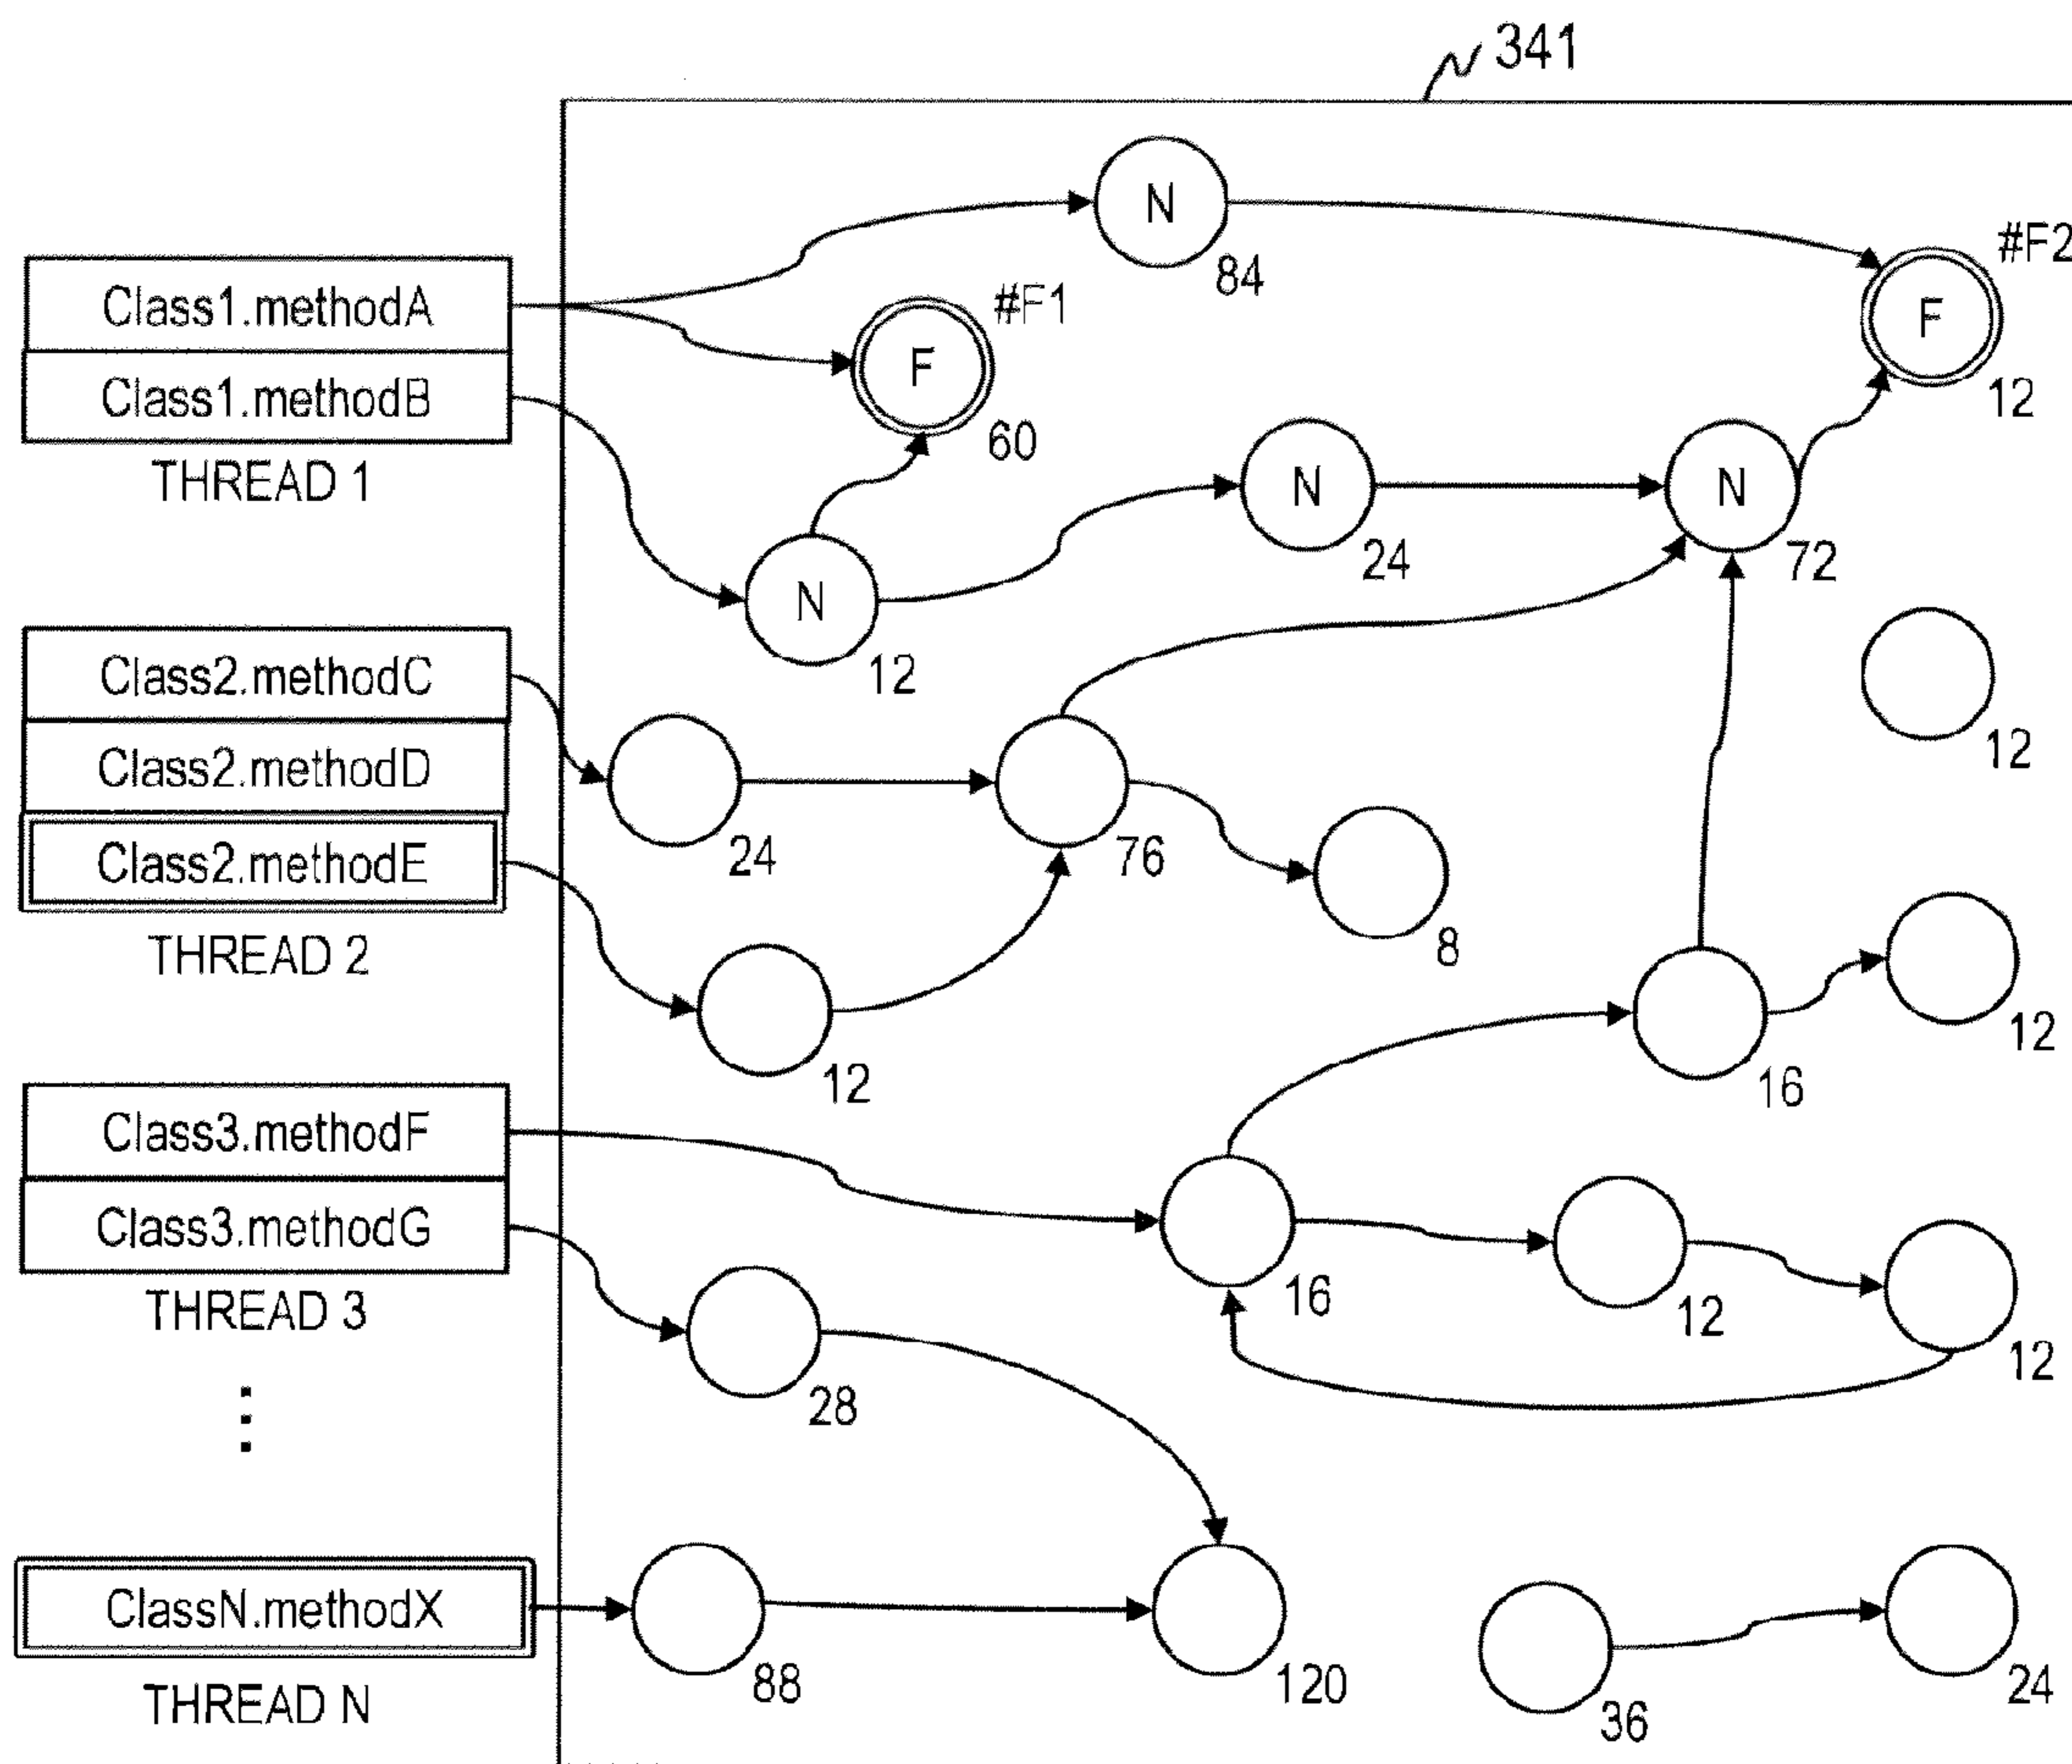 341
N
84
#F2
F
12
Class1.methodA
#F1
F
60
Class1.methodB
THREAD 1
N
24
N
72
N
12
Class2.methodC
12
Class2.methodD
24
76
Class2.methodE
8
THREAD 2
12
12
16
Class3.methodF
Class3.methodG
16
12
12
THREAD 3
28
ClassN.methodX
88
120
36
24
THREAD N